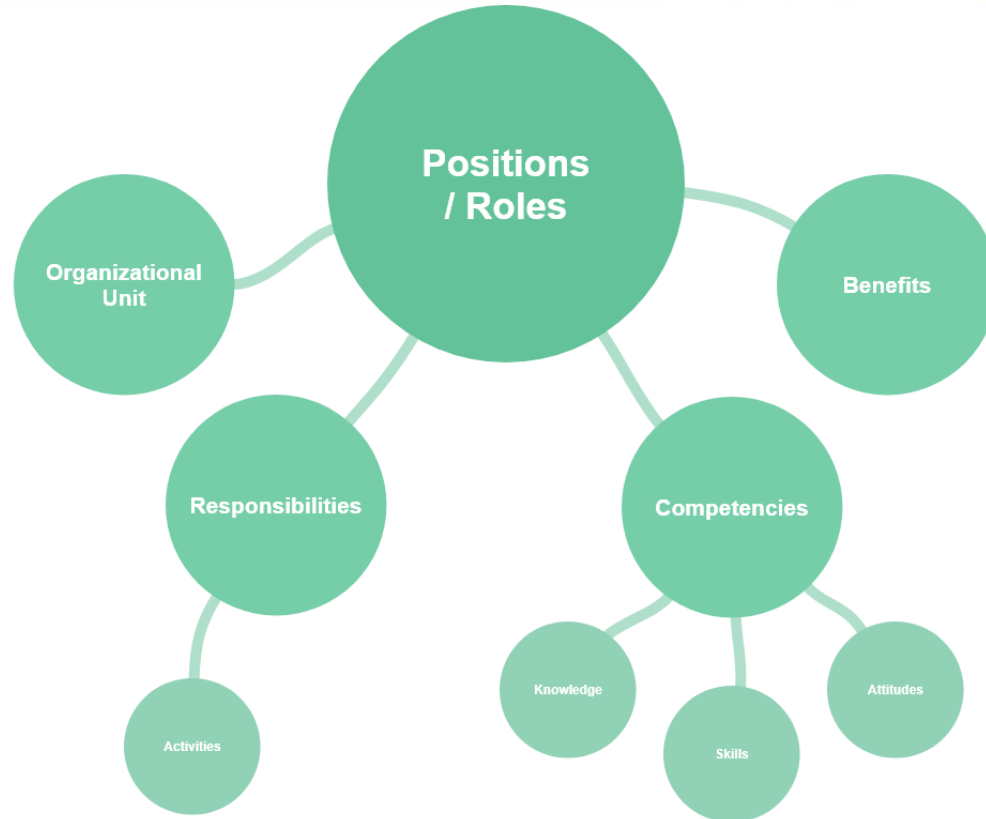 Positions
/ Roles
Organizational
Unit
Benefits
Responsibilities
Competencies
Knowledge
Attitudes
Activities
Skills